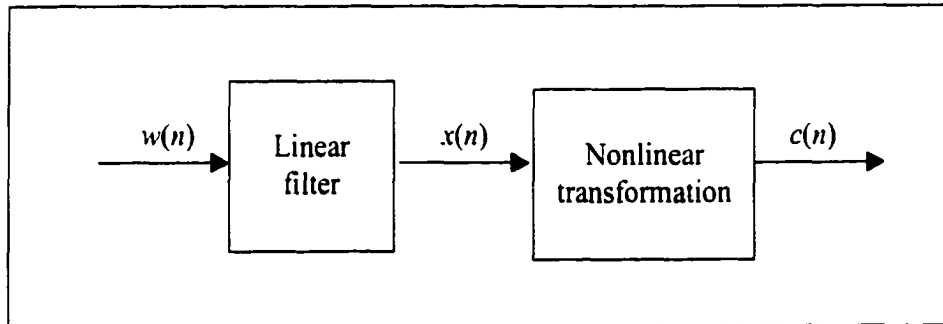 w(n)
Linear
filter
x(n)
Nonlinear
transformation
c(n)